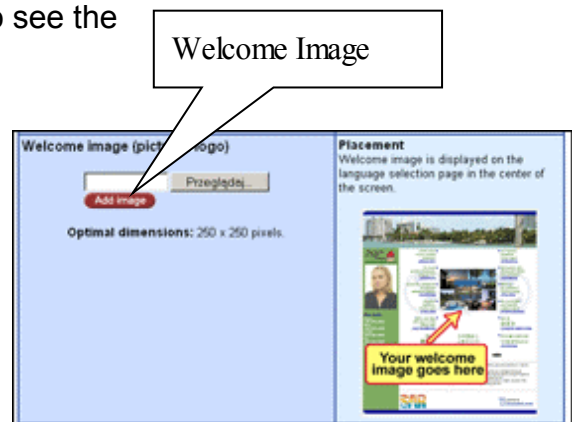 o see the
Welcome Image
Welcome image (pict logo)
Przeglądaj...
Add image
Optimal dimensions: 250 x 250 pixels.
Placement
Welcome image is displayed on the
language selection page in the center of
the screen.
Your welcome
image goes here